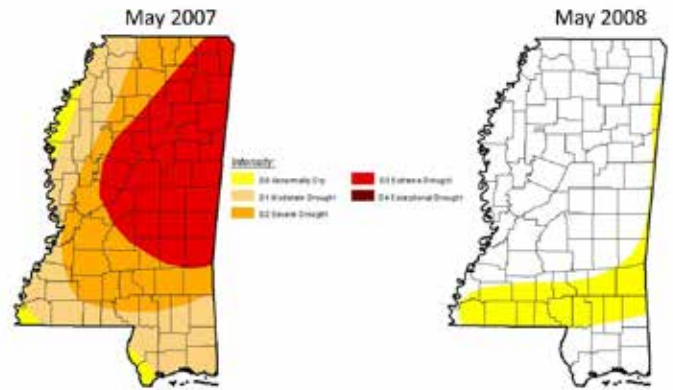 May 2007
May 2008
Intensity:
D0 Abnormally Dry
D1 Moderate Drought
D2 Severe Drought
D3 Extreme Drought
D4 Exceptional Drought